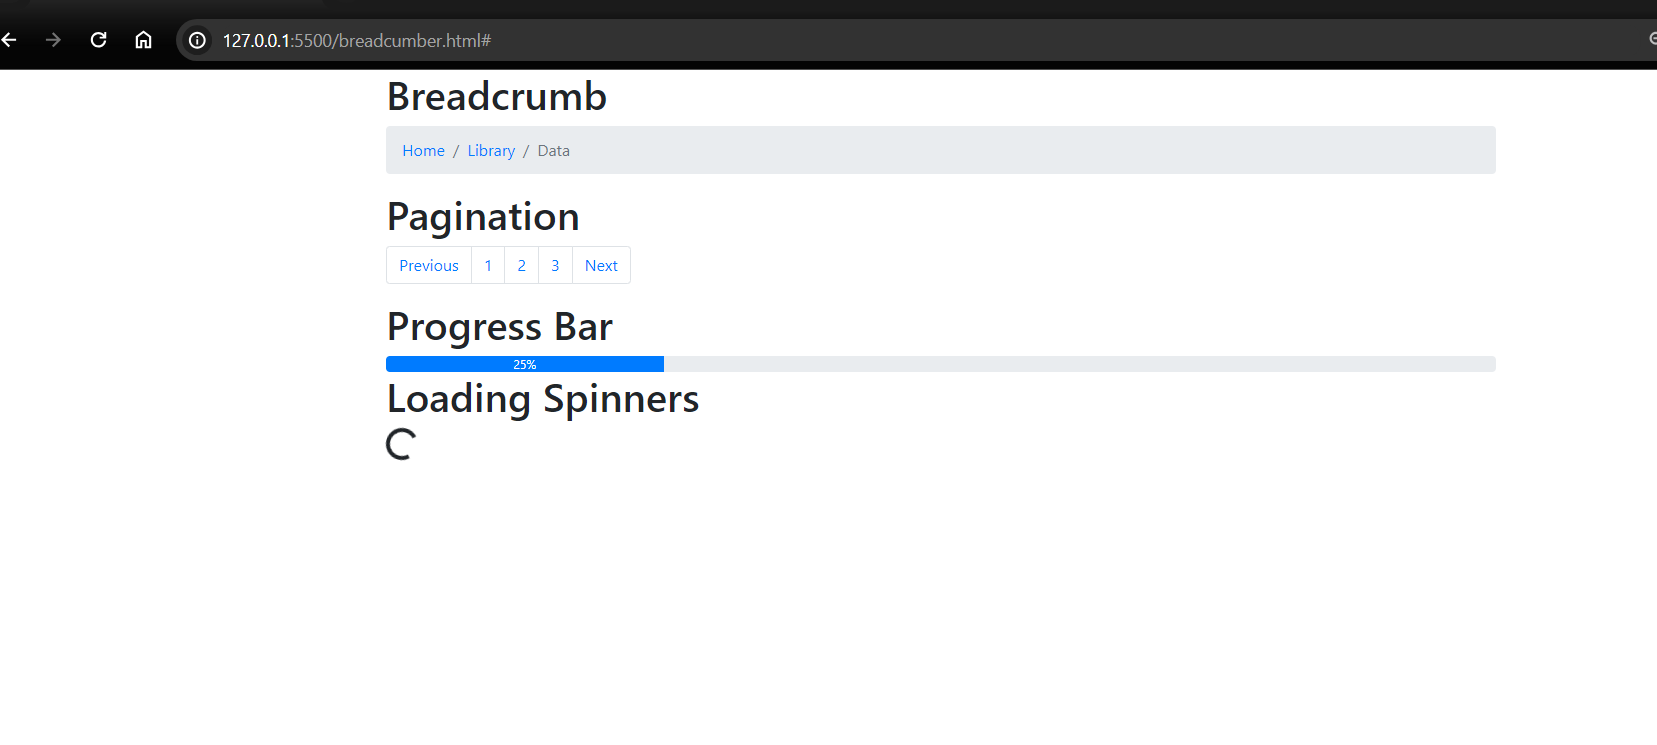 127.0.0.1:5500/breadcumber.html#
Breadcrumb
Home / Library / Data
Pagination
Previous 1 2 3 Next
Progress Bar
25%
Loading Spinners